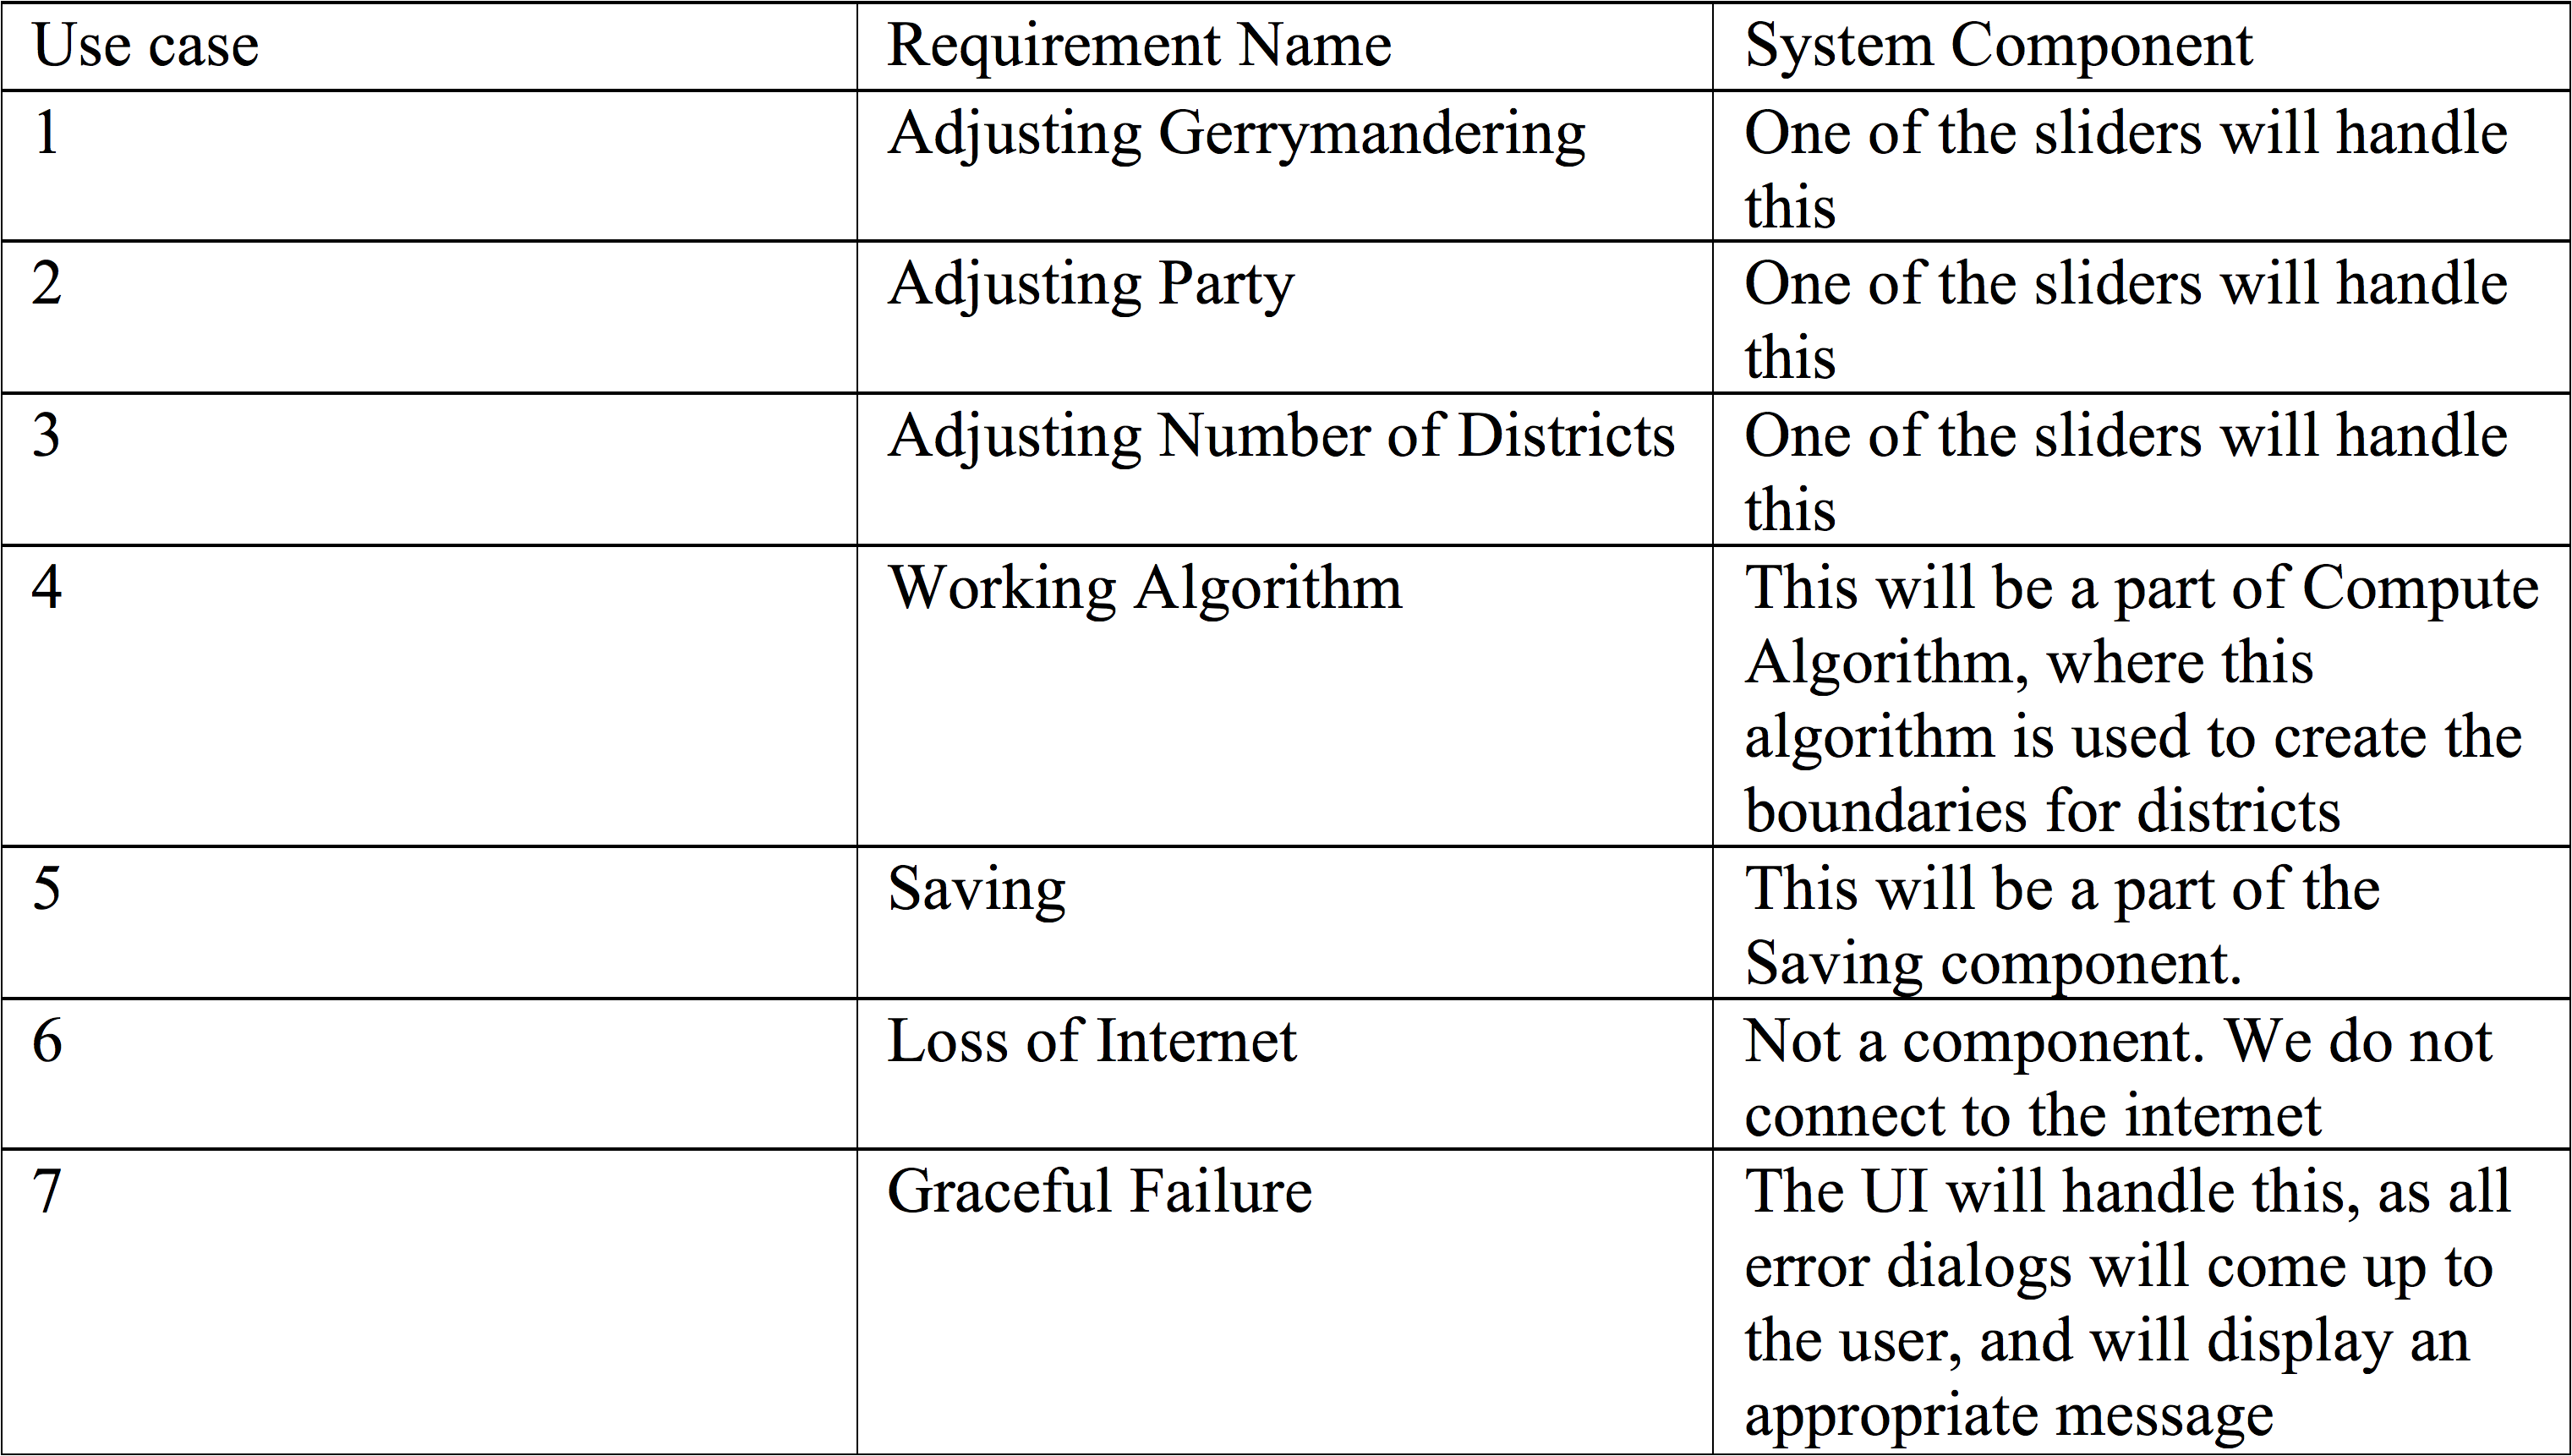 Use case Requirement Name System Component
1 Adjusting Gerrymandering One of the sliders will handle
this
2 Adjusting Party One of the sliders will handle
this
3 Adjusting Number of Districts One of the sliders will handle
this
4 Working Algorithm This will be a part of Compute
Algorithm, where this
algorithm is used to create the
boundaries for districts
5 Saving This will be a part of the
Saving component.
6 Loss of Internet Not a component. We do not
connect to the internet
7 Graceful Failure The UI will handle this, as all
error dialogs will come up to
the user, and will display an
appropriate message